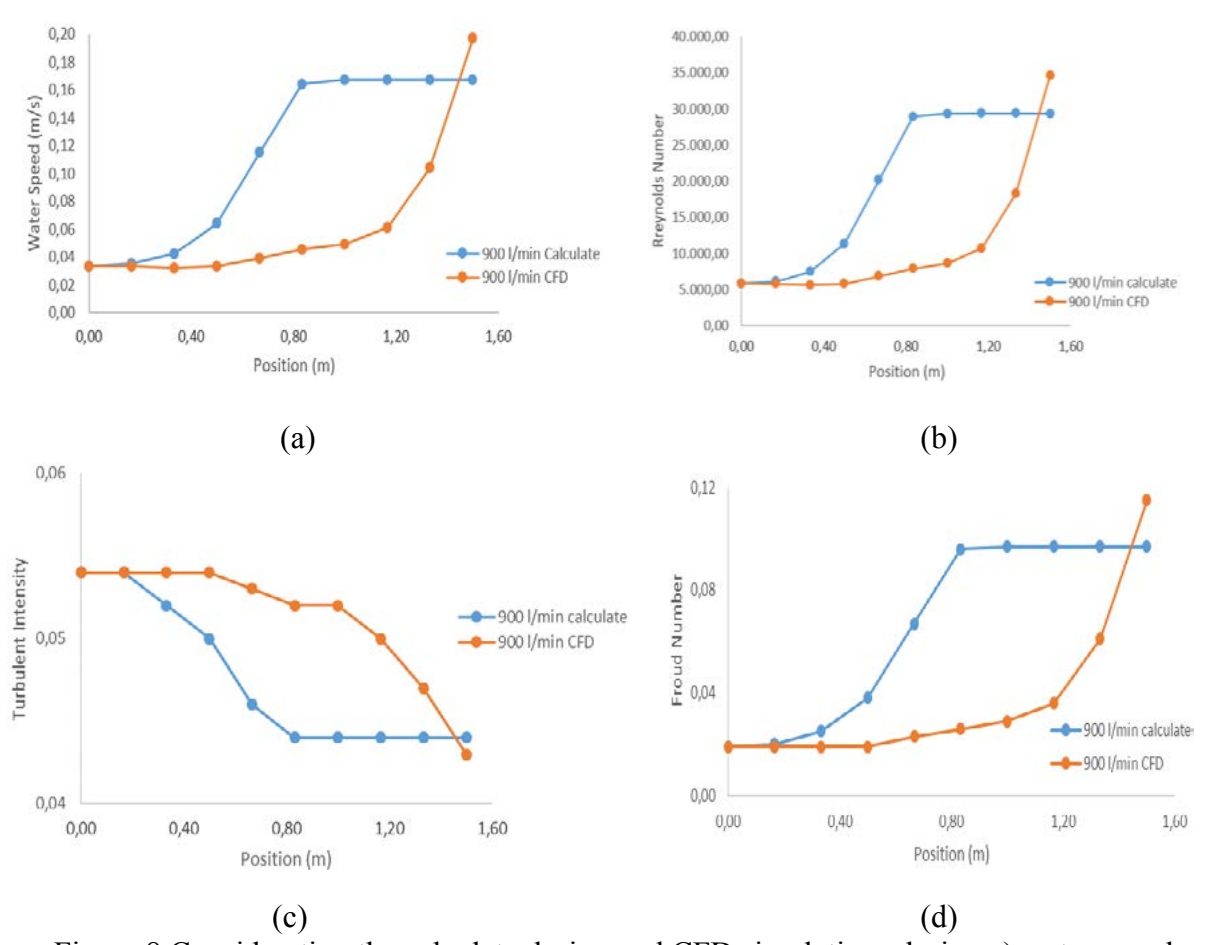 0,20
0,18
0,16
0,14
0,12
0,10
0,08
0,06
0,04
0,02
0,00
Water Speed (m/s)
0,00 0,40 0,80 1,20 1,60
Position (m)
900 l/min Calculate
900 l/min CFD
(a)
40.000,00
35.000,00
30.000,00
25.000,00
20.000,00
15.000,00
10.000,00
5.000,00
0,00
Rreynolds Number
0,00 0,40 0,80 1,20 1,60
Position (m)
900 l/min calculate
900 l/min CFD
(b)
0,06
0,05
0,04
Turbulent Intensity
0,00 0,40 0,80 1,20 1,60
Position (m)
900 l/min calculate
900 l/min CFD
(c)
0,12
0,08
0,04
0,00
Froud Number
0,00 0,40 0,80 1,20 1,60
Position (m)
900 l/min calculate
900 l/min CFD
(d)